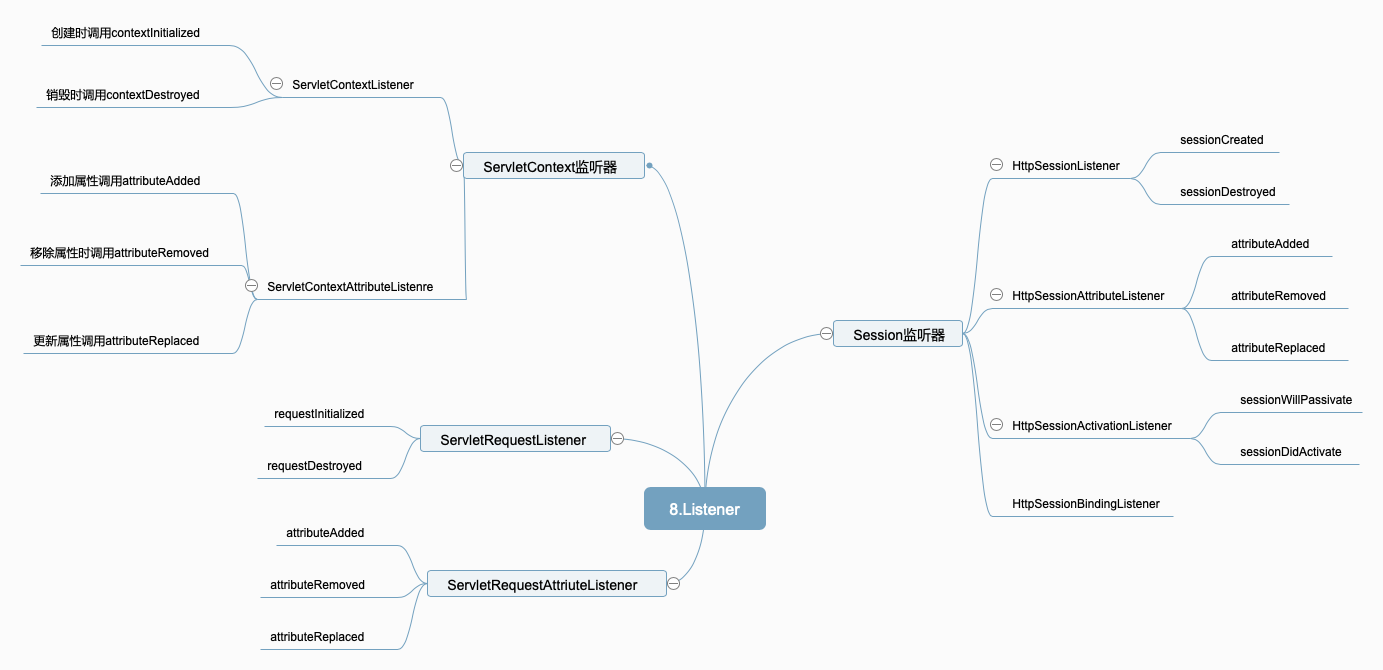 8.Listener
ServletContext监听器
ServletContextListener
创建时调用contextInitialized
销毁时调用contextDestroyed
ServletContextAttributeListenre
添加属性调用attributeAdded
移除属性时调用attributeRemoved
更新属性调用attributeReplaced
ServletRequestListener
requestInitialized
requestDestroyed
ServletRequestAttriuteListener
attributeAdded
attributeRemoved
attributeReplaced
Session监听器
HttpSessionListener
sessionCreated
sessionDestroyed
HttpSessionAttributeListener
attributeAdded
attributeRemoved
attributeReplaced
HttpSessionActivationListener
sessionWillPassivate
sessionDidActivate
HttpSessionBindingListener